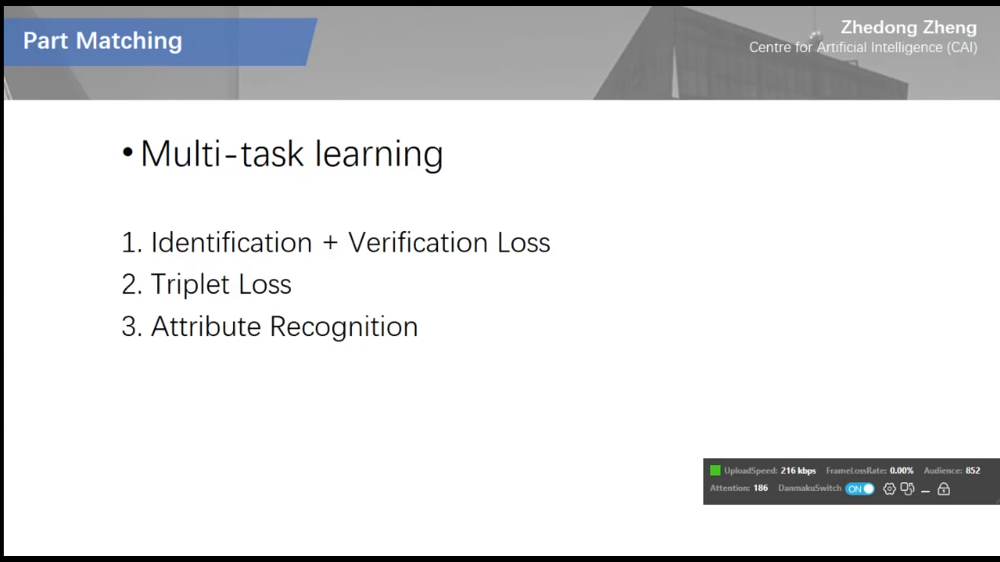 Part Matching
Zhedong Zheng
Centre for Artificial Intelligence (CAI)
• Multi-task learning
1. Identification + Verification Loss
2. Triplet Loss
3. Attribute Recognition
UploadSpeed: 216 kbps FrameLossRate: 0.00% Audience: 852
Attention: 186 DanmakuSwitch ON